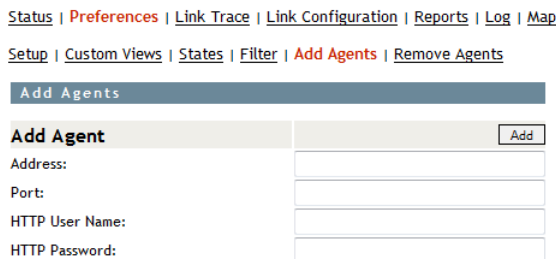 Status | Preferences | Link Trace | Link Configuration | Reports | Log | Map
Setup | Custom Views | States | Filter | Add Agents | Remove Agents
Add Agents
Add Agent Add
Address:
Port:
HTTP User Name:
HTTP Password: